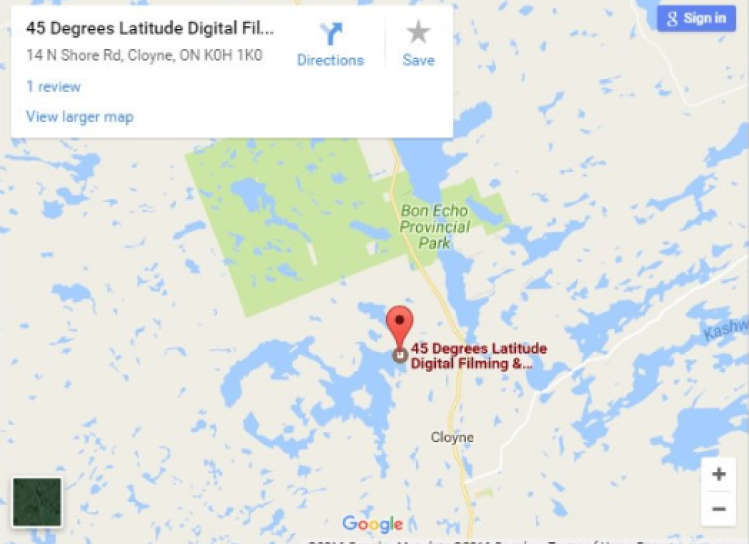 45 Degrees Latitude Digital Fil...
14 N Shore Rd, Cloyne, ON K0H 1K0
1 review
View larger map
Directions
Save
8 Sign in
Bon Echo
Provincial
Park
45 Degrees Latitude
Digital Filming &...
Kashw
Cloyne
+
−
Google